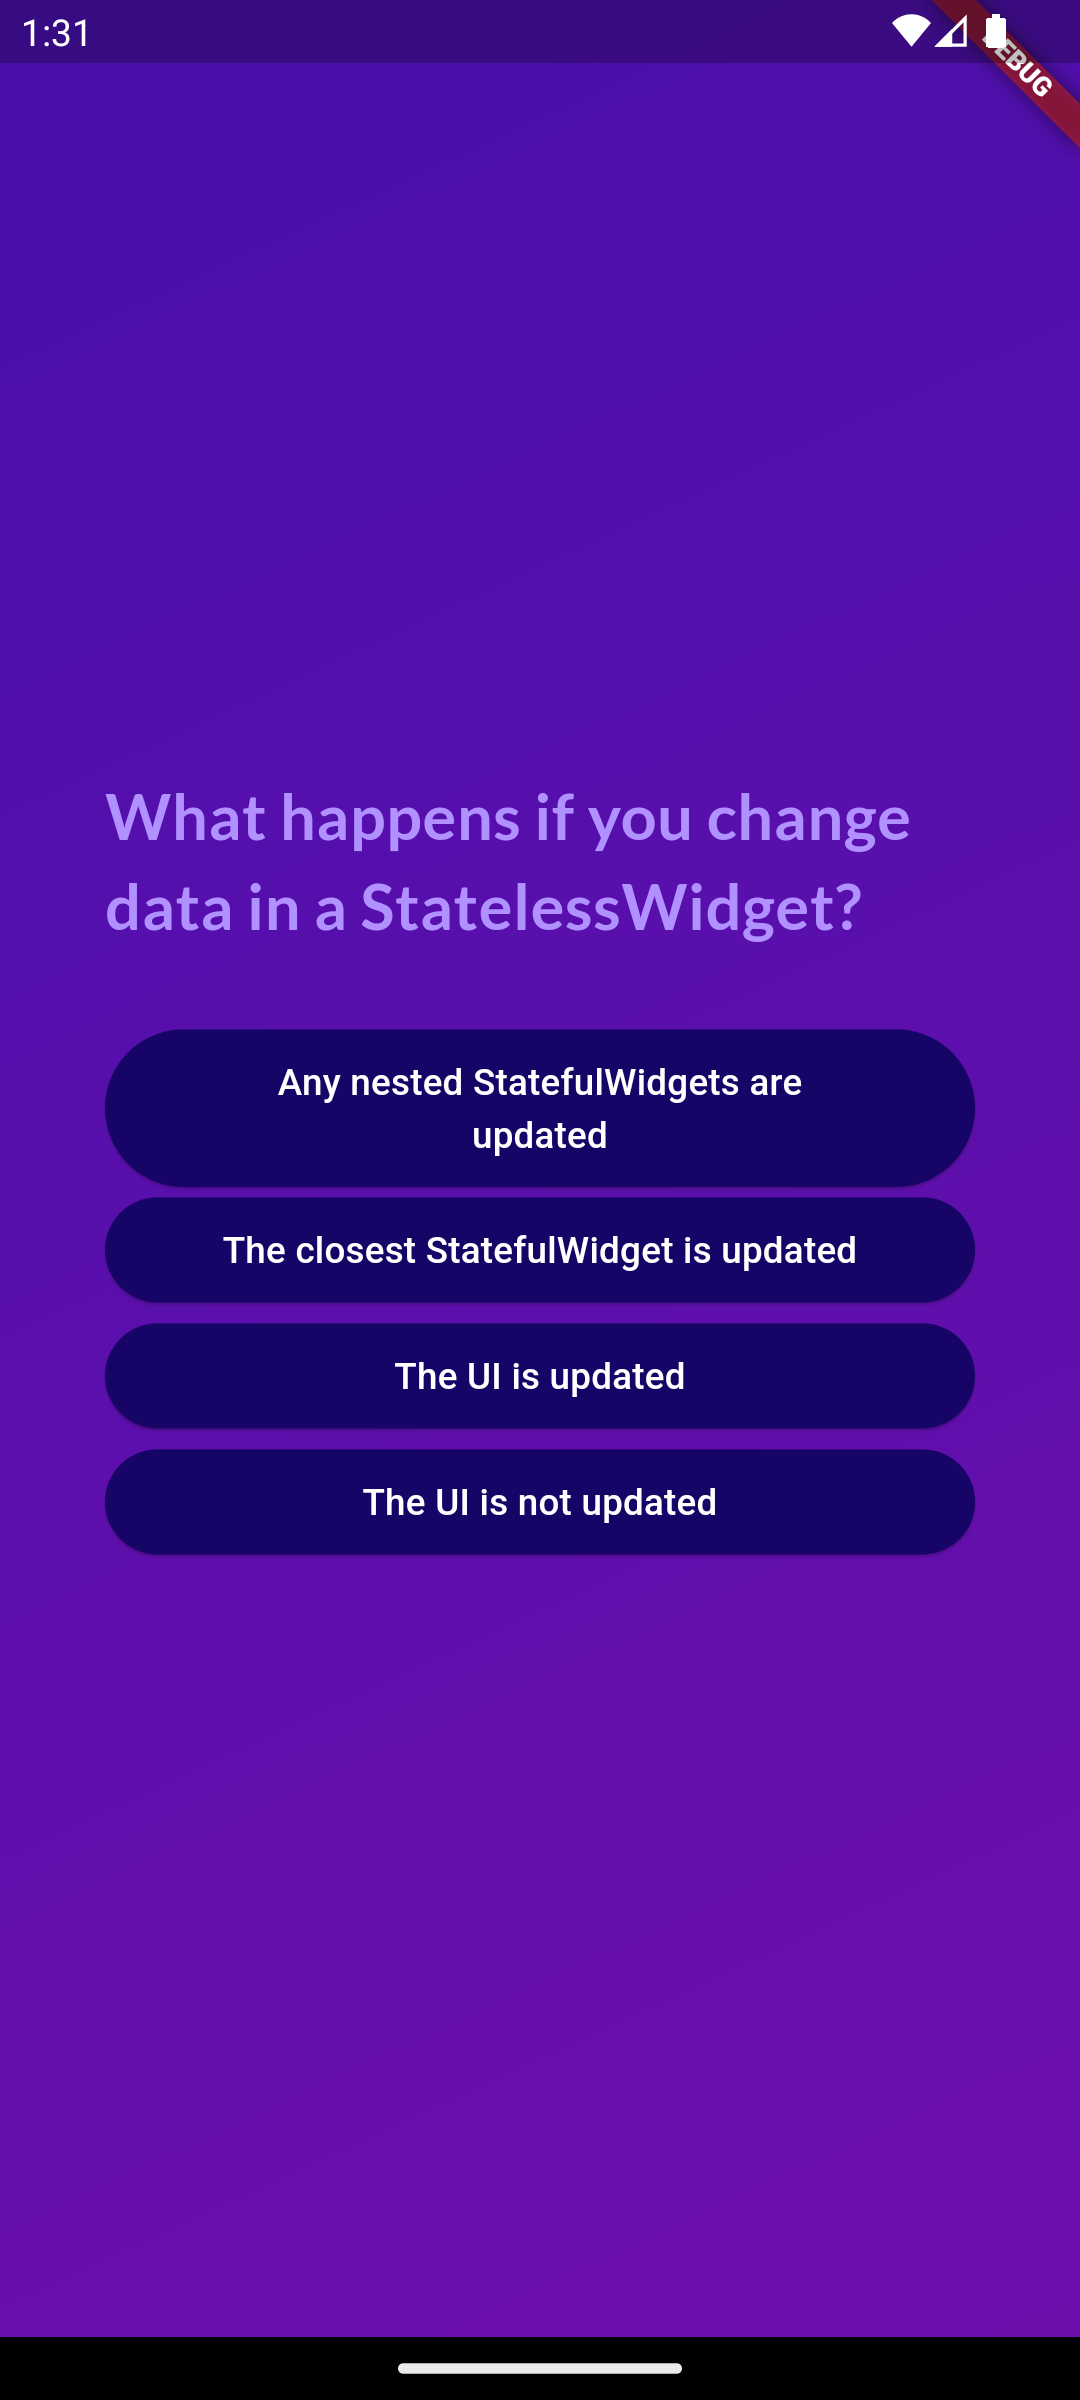 1:31
DEBUG
What happens if you change
data in a StatelessWidget?
Any nested StatefulWidgets are
updated
The closest StatefulWidget is updated
The UI is updated
The UI is not updated